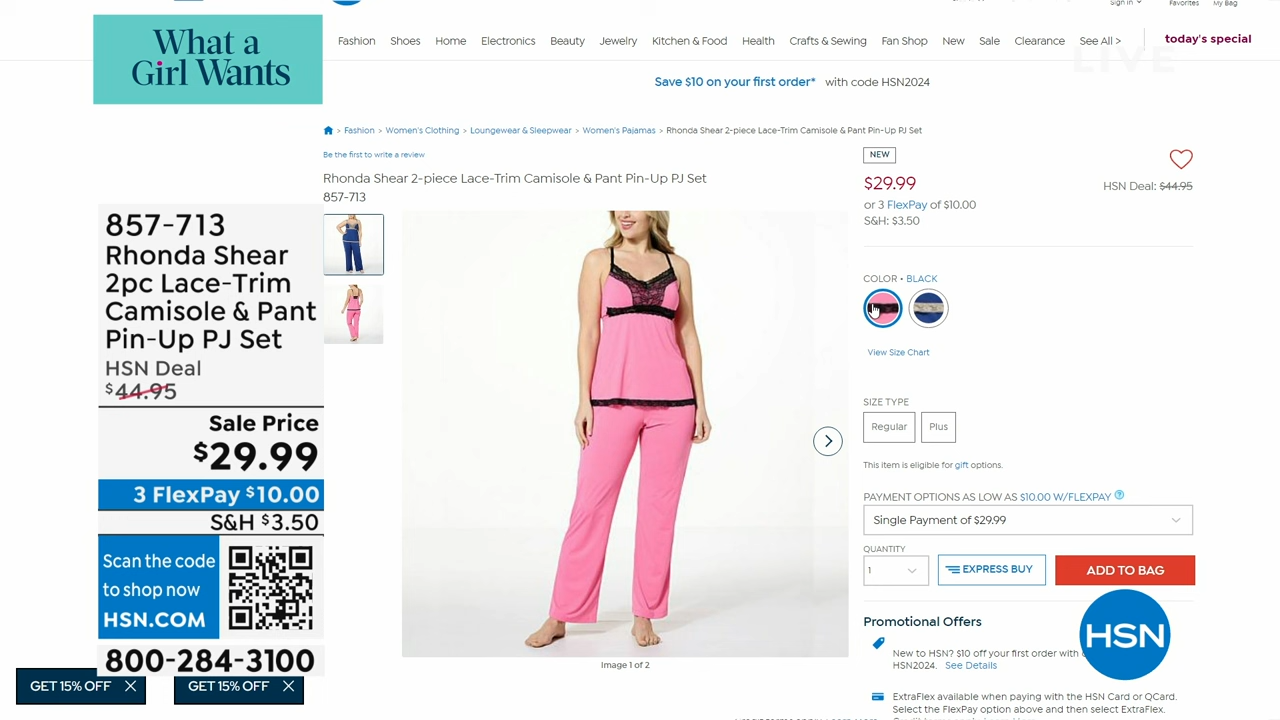 Sign in
Favorites
My Bag
What a
Girl Wants
Fashion Shoes Home Electronics Beauty Jewelry Kitchen & Food Health Crafts & Sewing Fan Shop New Sale Clearance See All >
today's special
LIVE
Save $10 on your first order* with code HSN2024
> Fashion > Women's Clothing > Loungewear & Sleepwear > Women's Pajamas > Rhonda Shear 2-piece Lace-Trim Camisole & Pant Pin-Up PJ Set
Be the first to write a review
Rhonda Shear 2-piece Lace-Trim Camisole & Pant Pin-Up PJ Set
857-713
NEW
$29.99
HSN Deal: $44.95
or 3 FlexPay of $10.00
S&H: $3.50
COLOR • BLACK
View Size Chart
SIZE TYPE
Regular
Plus
This item is eligible for gift options.
PAYMENT OPTIONS AS LOW AS $10.00 W/FLEXPAY ?
Single Payment of $29.99
QUANTITY
1
EXPRESS BUY
ADD TO BAG
Promotional Offers
New to HSN? $10 off your first order with
HSN2024. See Details
ExtraFlex available when paying with the HSN Card or QCard.
Select the FlexPay option above and then select ExtraFlex.
HSN
Image 1 of 2
857-713
Rhonda Shear
2pc Lace-Trim
Camisole & Pant
Pin-Up PJ Set
HSN Deal
$44.95
Sale Price
$29.99
3 FlexPay $10.00
S&H $3.50
Scan the code
to shop now
HSN.COM
800-284-3100
GET 15% OFF
GET 15% OFF